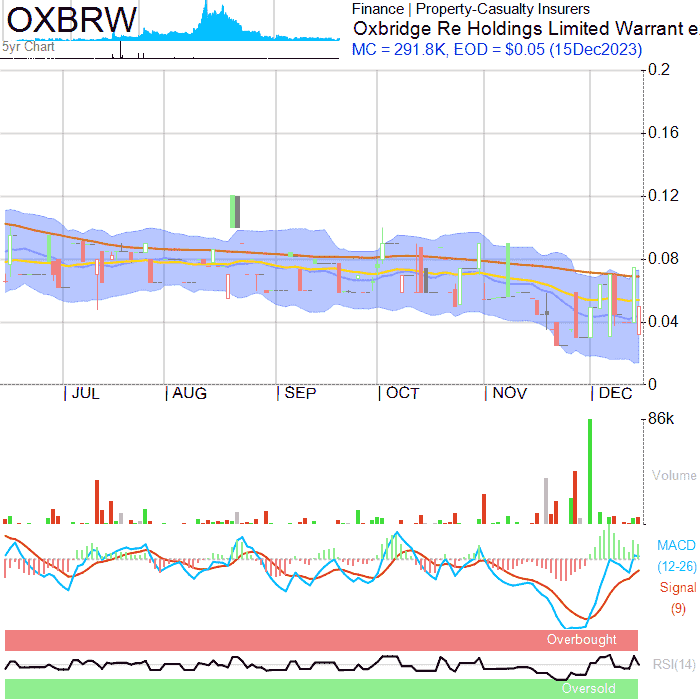 OXBRW
5yr Chart
Finance | Property-Casualty Insurers
Oxbridge Re Holdings Limited Warrant e
MC = 291.8K, EOD = $0.05 (15Dec2023)
0.2
0.16
0.12
0.08
0.04
0
JUL AUG SEP OCT NOV DEC
86k
Volume
MACD
(12-26)
Signal
(9)
Overbought
RSI(14)
Oversold